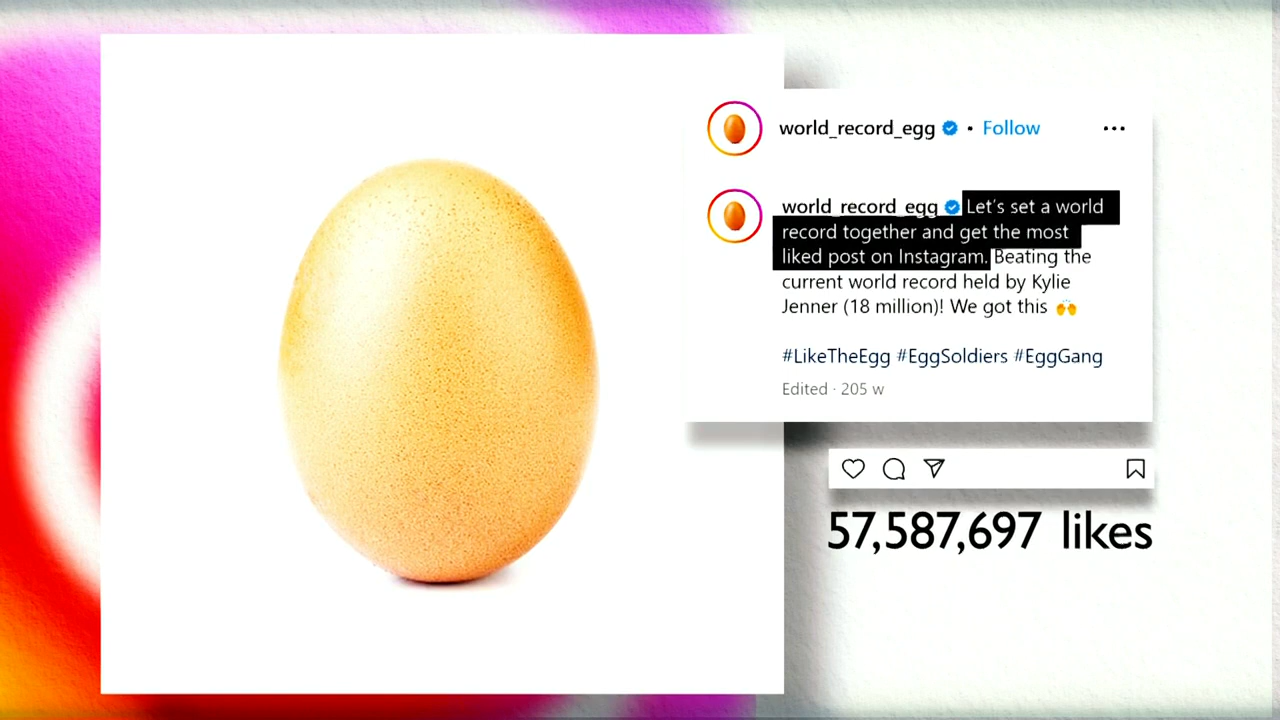 world_record_egg • Follow
world_record_egg Let's set a world
record together and get the most
liked post on Instagram. Beating the
current world record held by Kylie
Jenner (18 million)! We got this 🙌
#LikeTheEgg #EggSoldiers #EggGang
Edited · 205 w
57,587,697 likes